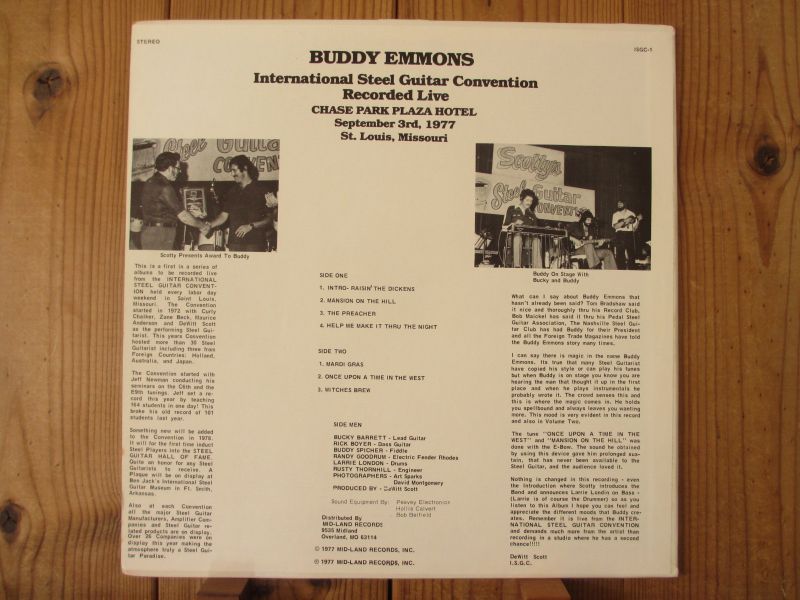 STEREO
ISGC-1
BUDDY EMMONS
International Steel Guitar Convention
Recorded Live
CHASE PARK PLAZA HOTEL
September 3rd, 1977
St. Louis, Missouri
Steel Guitar
CONVENT
Scotty Presents Award To Buddy
Scotty's
Steel Guitar
CONVENTI
Buddy On Stage With
Bucky and Buddy
This is a first in a series of
albums to be recorded live
from the INTERNATIONAL
STEEL GUITAR CONVENT-
ION held every labor day
weekend in Saint Louis,
Missouri. The Convention
started in 1972 with Curly
Chalker, Zane Beck, Maurice
Anderson and DeWitt Scott
as the performing Steel Gui-
tarist. This years Convention
hosted more than 30 Steel
Guitarist including three from
Foreign Countries: Holland,
Australia, and Japan.
The Convention started with
Jeff Newman conducting his
seminars on the C6th and the
E9th tunings. Jeff set a re-
cord this year by teaching
164 students in one day! This
broke his old record of 101
students last year.
Something new will be added
to the Convention in 1978.
It will for the first time induct
Steel Players into the STEEL
GUITAR HALL OF FAME.
Quite an honor for any Steel
Guitarists to receive. A
Plaque will be on display at
Ben Jack's International Steel
Guitar Museum in Ft. Smith,
Arkansas.
Also at each Convention
all the major Steel Guitar
Manufacturers, Amplifier Com-
panies and Steel Guitar re-
lated products are on display.
Over 26 Companies were on
display this year making the
atmosphere truly a Steel Gui-
tar Paradise.
SIDE ONE
1. INTRO- RAISIN' THE DICKENS
2. MANSION ON THE HILL
3. THE PREACHER
4. HELP ME MAKE IT THRU THE NIGHT
SIDE TWO
1. MARDI GRAS
2. ONCE UPON A TIME IN THE WEST
3. WITCHES BREW
SIDE MEN
BUCKY BARRETT - Lead Guitar
RICK BOYER - Bass Guitar
BUDDY SPICHER - Fiddle
RANDY GOODRUM - Electric Fender Rhodes
LARRIE LONDON - Drums
RUSTY THORNHILL - Engineer
PHOTOGRAPHERS - Art Sparks
David Montgomery
PRODUCED BY - DeWitt Scott
Sound Equipment By: Peavey Electronics
Hollis Calvert
Bob Belfield
Distributed By
MID-LAND RECORDS
9535 Midland
Overland, MO 63114
© 1977 MID-LAND RECORDS, INC.
℗ 1977 MID-LAND RECORDS, INC.
What can I say about Buddy Emmons that
hasn't already been said? Tom Bradshaw said
it nice and thoroughly thru his Record Club,
Bob Maickel has said it thru his Pedal Steel
Guitar Association, The Nashville Steel Gui-
tar Club has had Buddy for their President
and all the Foreign Trade Magazines have told
the Buddy Emmons story many times.
I can say there is magic in the name Buddy
Emmons. Its true that many Steel Guitarist
have copied his style or can play his tunes
but when Buddy is on stage you know you are
hearing the man that thought it up in the first
place and when he plays instrumentals he
probably wrote it. The crowd senses this and
this is where the magic comes in. He holds
you spellbound and always leaves you wanting
more. This mood is very evident in this record
and also in Volume Two.
The tune "ONCE UPON A TIME IN THE
WEST" and "MANSION ON THE HILL" was
done with the E-Bow. The sound he obtained
by using this device gave him prolonged sus-
tain, that has never been available to the
Steel Guitar, and the audience loved it.
Nothing is changed in this recording - even
the Introduction where Scotty introduces the
Band and announces Larrie Londin on Bass -
(Larrie is of course the Drummer) so as you
listen to this Album I hope you can feel and
appreciate the different moods that Buddy cre-
ates. Remember it is live from the INTER-
NATIONAL STEEL GUITAR CONVENTION
and demands much more from the artist than
recording in a studio where he has a second
chance!!!!!
DeWitt Scott
I.S.G.C.